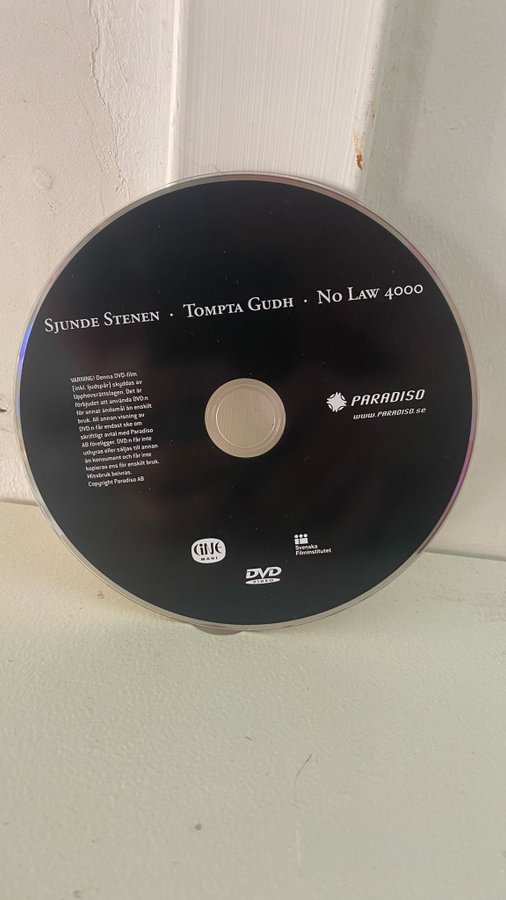 Sjunde Stenen · Tompta Gudh · No Law 4000
VARNING! Denna DVD-film
(inkl. ljudspår) skyddas av
Upphovsrättslagen. Det är
förbjudet att använda DVD:n
för annat ändamål än enskilt
bruk. All annan visning av
DVD:n får endast ske om
skriftligt avtal med Paradiso
AB föreligger. DVD:n får inte
uthyras eller säljas till annan
än konsument och får inte
kopieras ens för enskilt bruk.
Missbruk beivras.
Copyright Paradiso AB
PARADISO
www.PARADISO.se
CINE
MAGI
Svenska
Filminstitutet
DVD
VIDEO